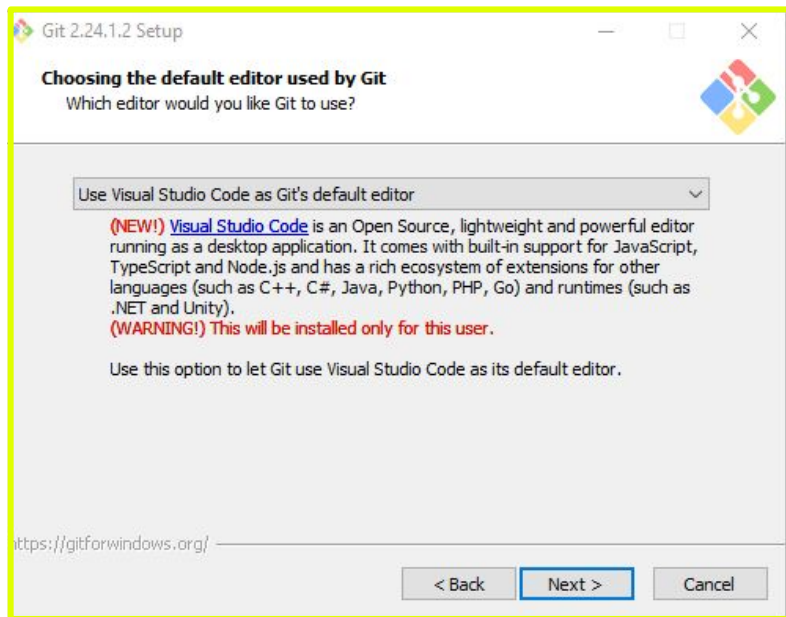 Git 2.24.1.2 Setup
Choosing the default editor used by Git
Which editor would you like Git to use?
Use Visual Studio Code as Git's default editor
(NEW!) Visual Studio Code is an Open Source, lightweight and powerful editor
running as a desktop application. It comes with built-in support for JavaScript,
TypeScript and Node.js and has a rich ecosystem of extensions for other
languages (such as C++, C#, Java, Python, PHP, Go) and runtimes (such as
.NET and Unity).
(WARNING!) This will be installed only for this user.
Use this option to let Git use Visual Studio Code as its default editor.
https://gitforwindows.org/
< Back Next > Cancel